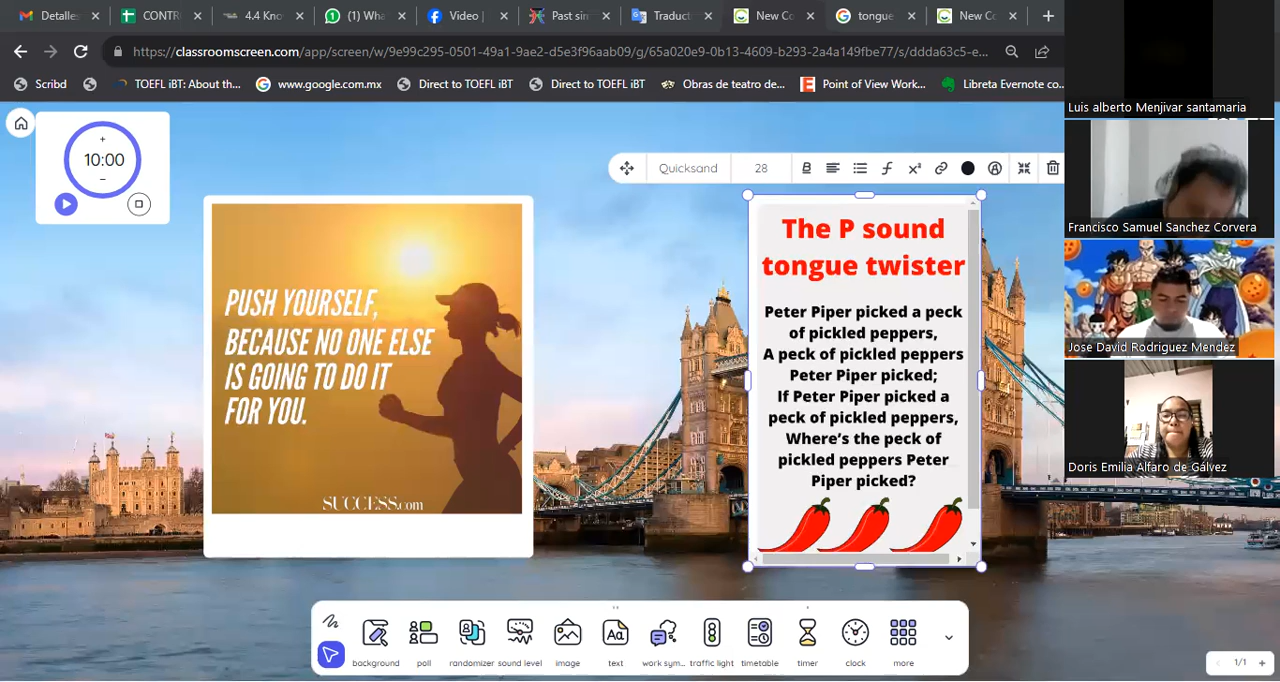 Detalles
CONTR
4.4 Kno
(1) Wha
Video |
Past sin
Traduct
New Co
tongue
New Co
https://classroomscreen.com/app/screen/w/9e99c295-0501-49a1-9ae2-d5e3f96aab09/g/65a020e9-0b13-4609-b293-2a4a149fbe77/s/ddda63c5-e...
Scribd
TOEFL iBT: About th...
www.google.com.mx
Direct to TOEFL iBT
Direct to TOEFL iBT
Obras de teatro de...
Point of View Work...
Libreta Evernote co...
10:00
Quicksand
28
PUSH YOURSELF,
BECAUSE NO ONE ELSE
IS GOING TO DO IT
FOR YOU.
SUCCESS.com
The P sound
tongue twister
Peter Piper picked a peck
of pickled peppers,
A peck of pickled peppers
Peter Piper picked;
If Peter Piper picked a
peck of pickled peppers,
Where's the peck of
pickled peppers Peter
Piper picked?
Luis alberto Menjivar santamaria
Francisco Samuel Sanchez Corvera
Jose David Rodriguez Mendez
Doris Emilia Alfaro de Gálvez
background
poll
randomizer
sound level
image
text
work sym...
traffic light
timetable
timer
clock
more
1/1